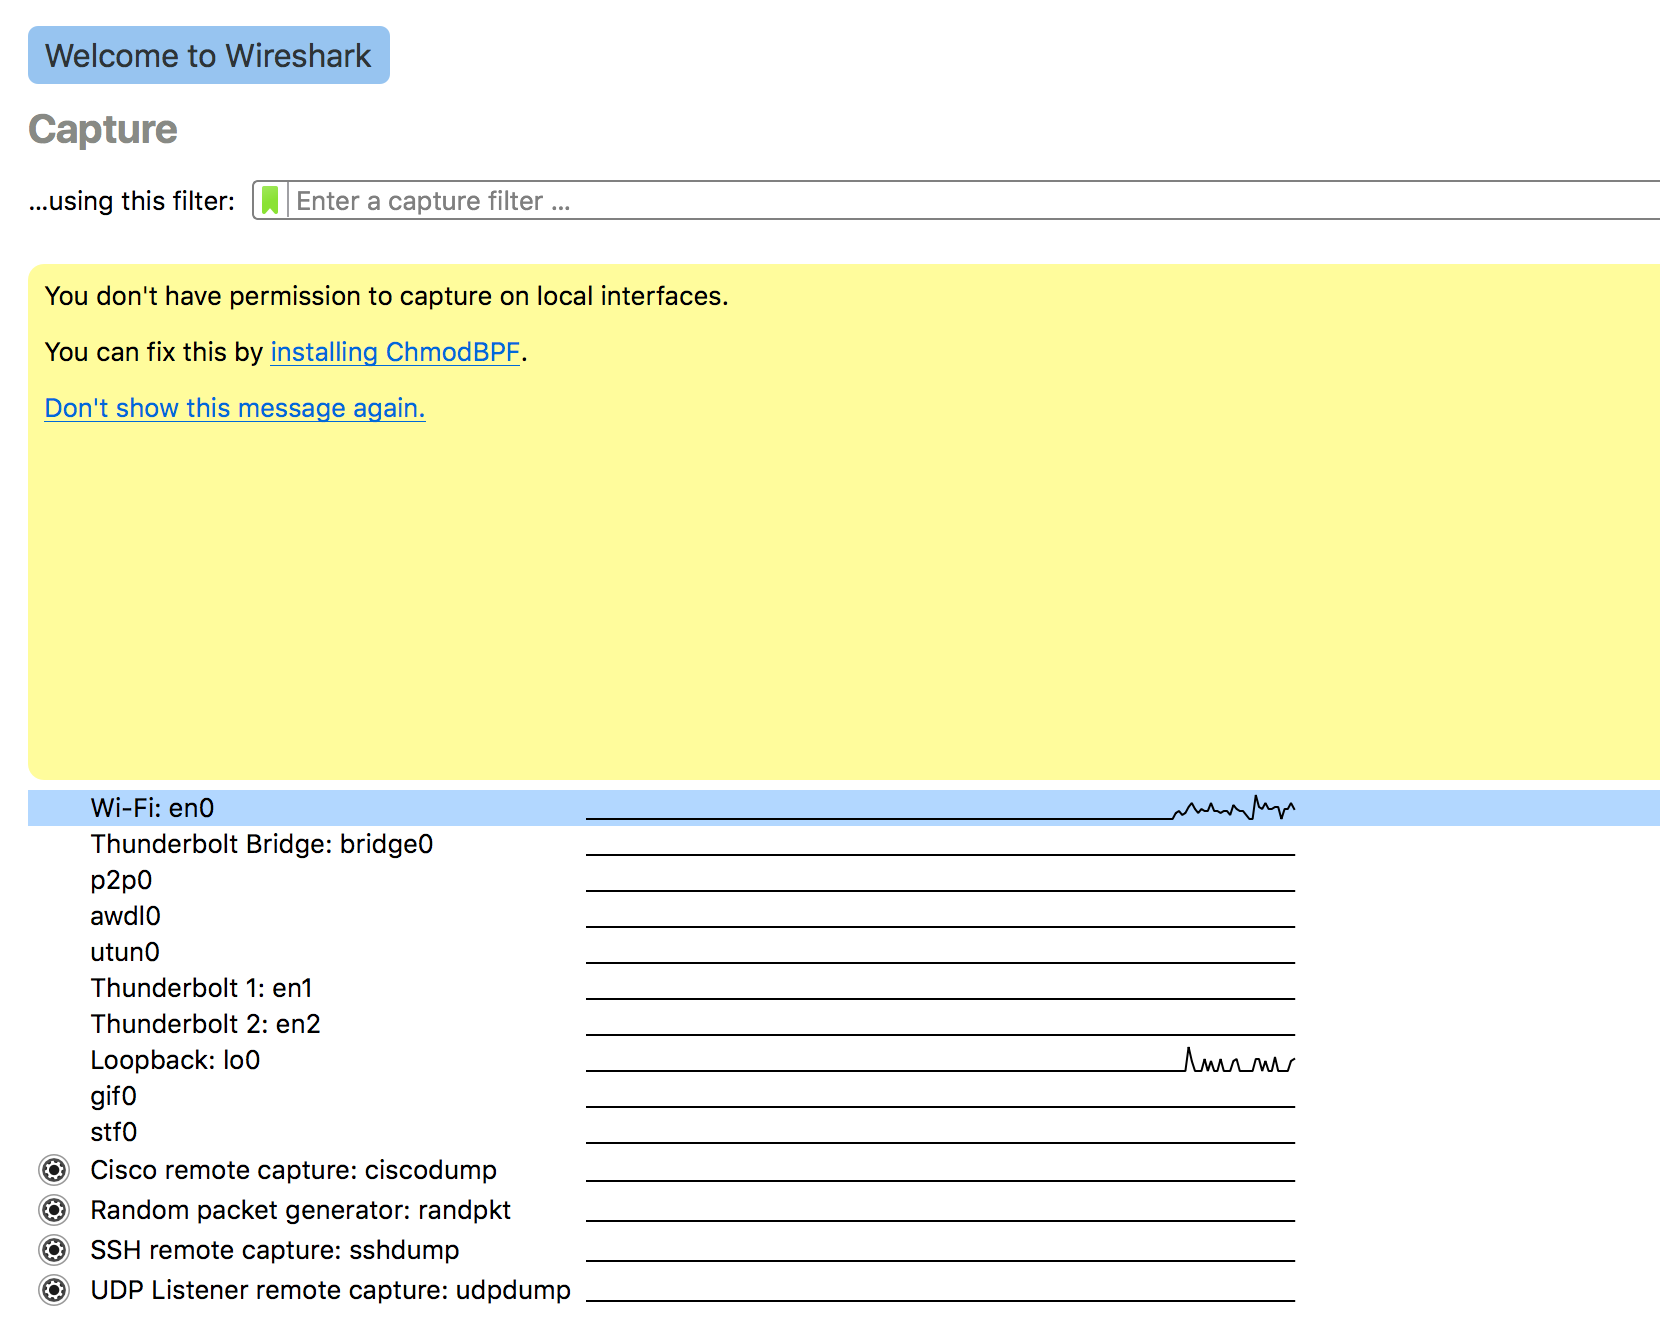 Welcome to Wireshark
Capture
...using this filter: Enter a capture filter ...
You don't have permission to capture on local interfaces.
You can fix this by installing ChmodBPF.
Don't show this message again.
Wi-Fi: en0
Thunderbolt Bridge: bridge0
p2p0
awdl0
utun0
Thunderbolt 1: en1
Thunderbolt 2: en2
Loopback: lo0
gif0
stf0
Cisco remote capture: ciscodump
Random packet generator: randpkt
SSH remote capture: sshdump
UDP Listener remote capture: udpdump